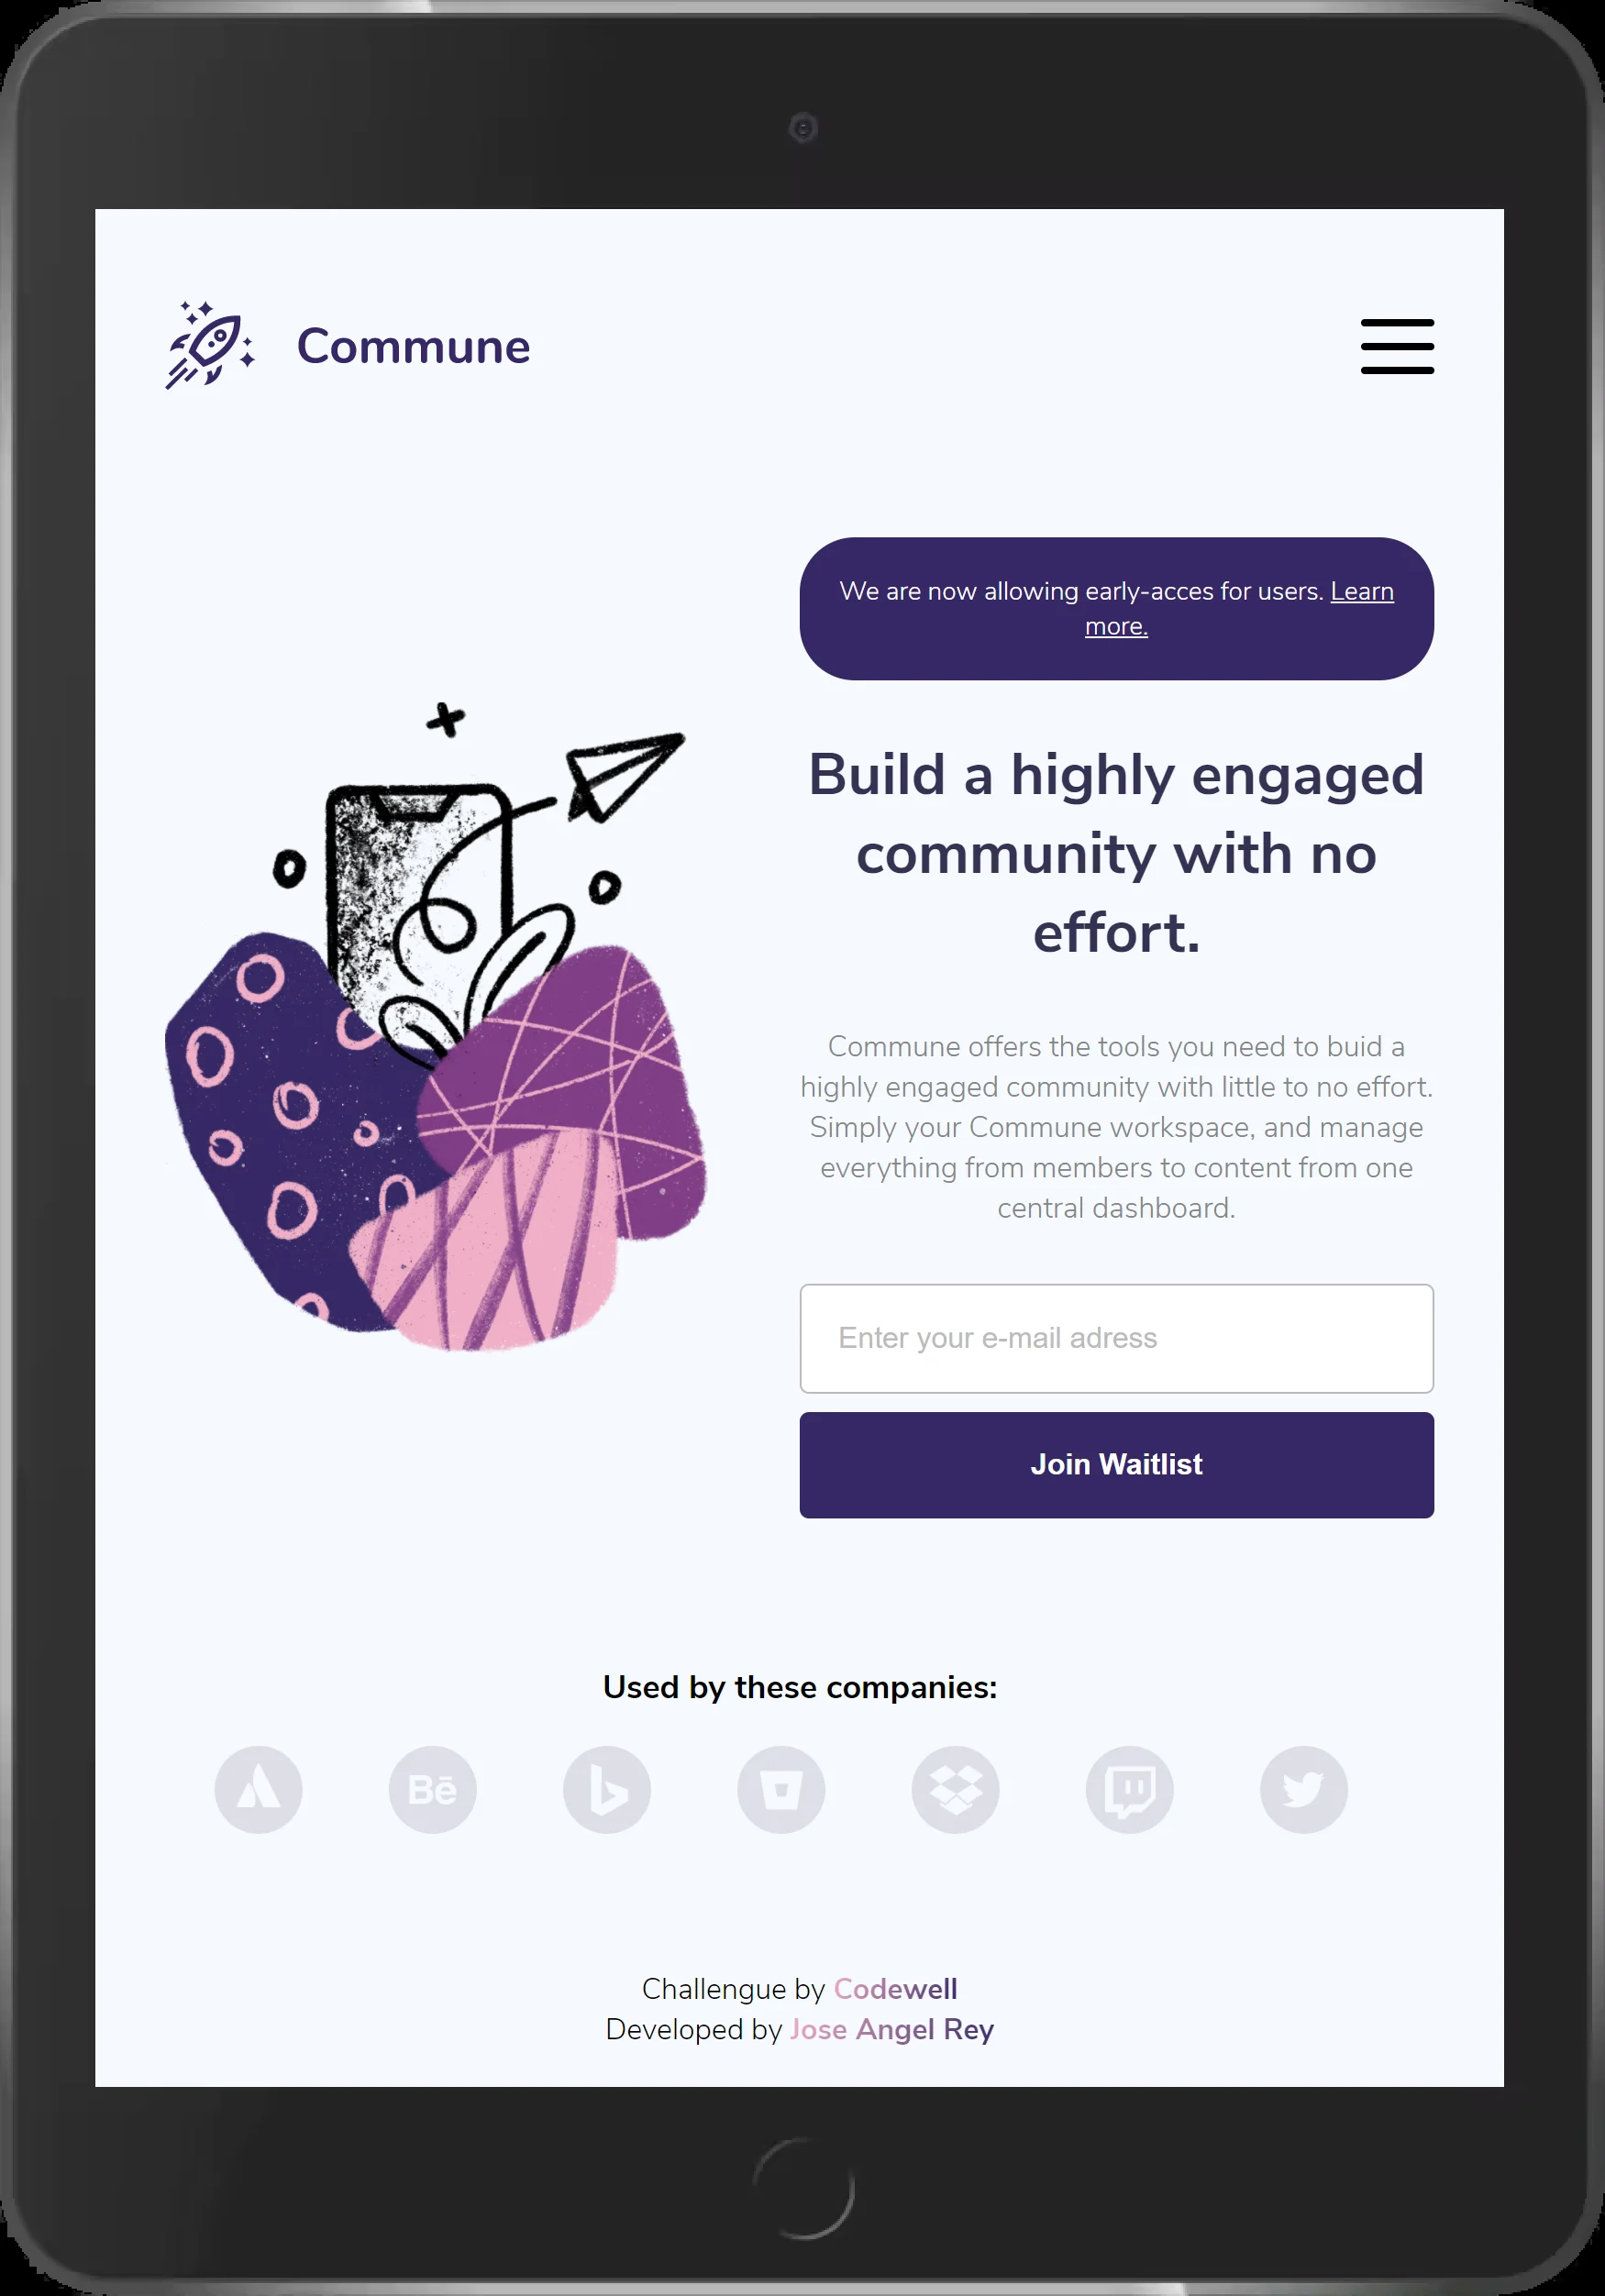 Commune
We are now allowing early-acces for users. Learn
more.
Build a highly engaged
community with no
effort.
Commune offers the tools you need to buid a
highly engaged community with little to no effort.
Simply your Commune workspace, and manage
everything from members to content from one
central dashboard.
Enter your e-mail adress
Join Waitlist
Used by these companies:
Bē
Challengue by Codewell
Developed by Jose Angel Rey